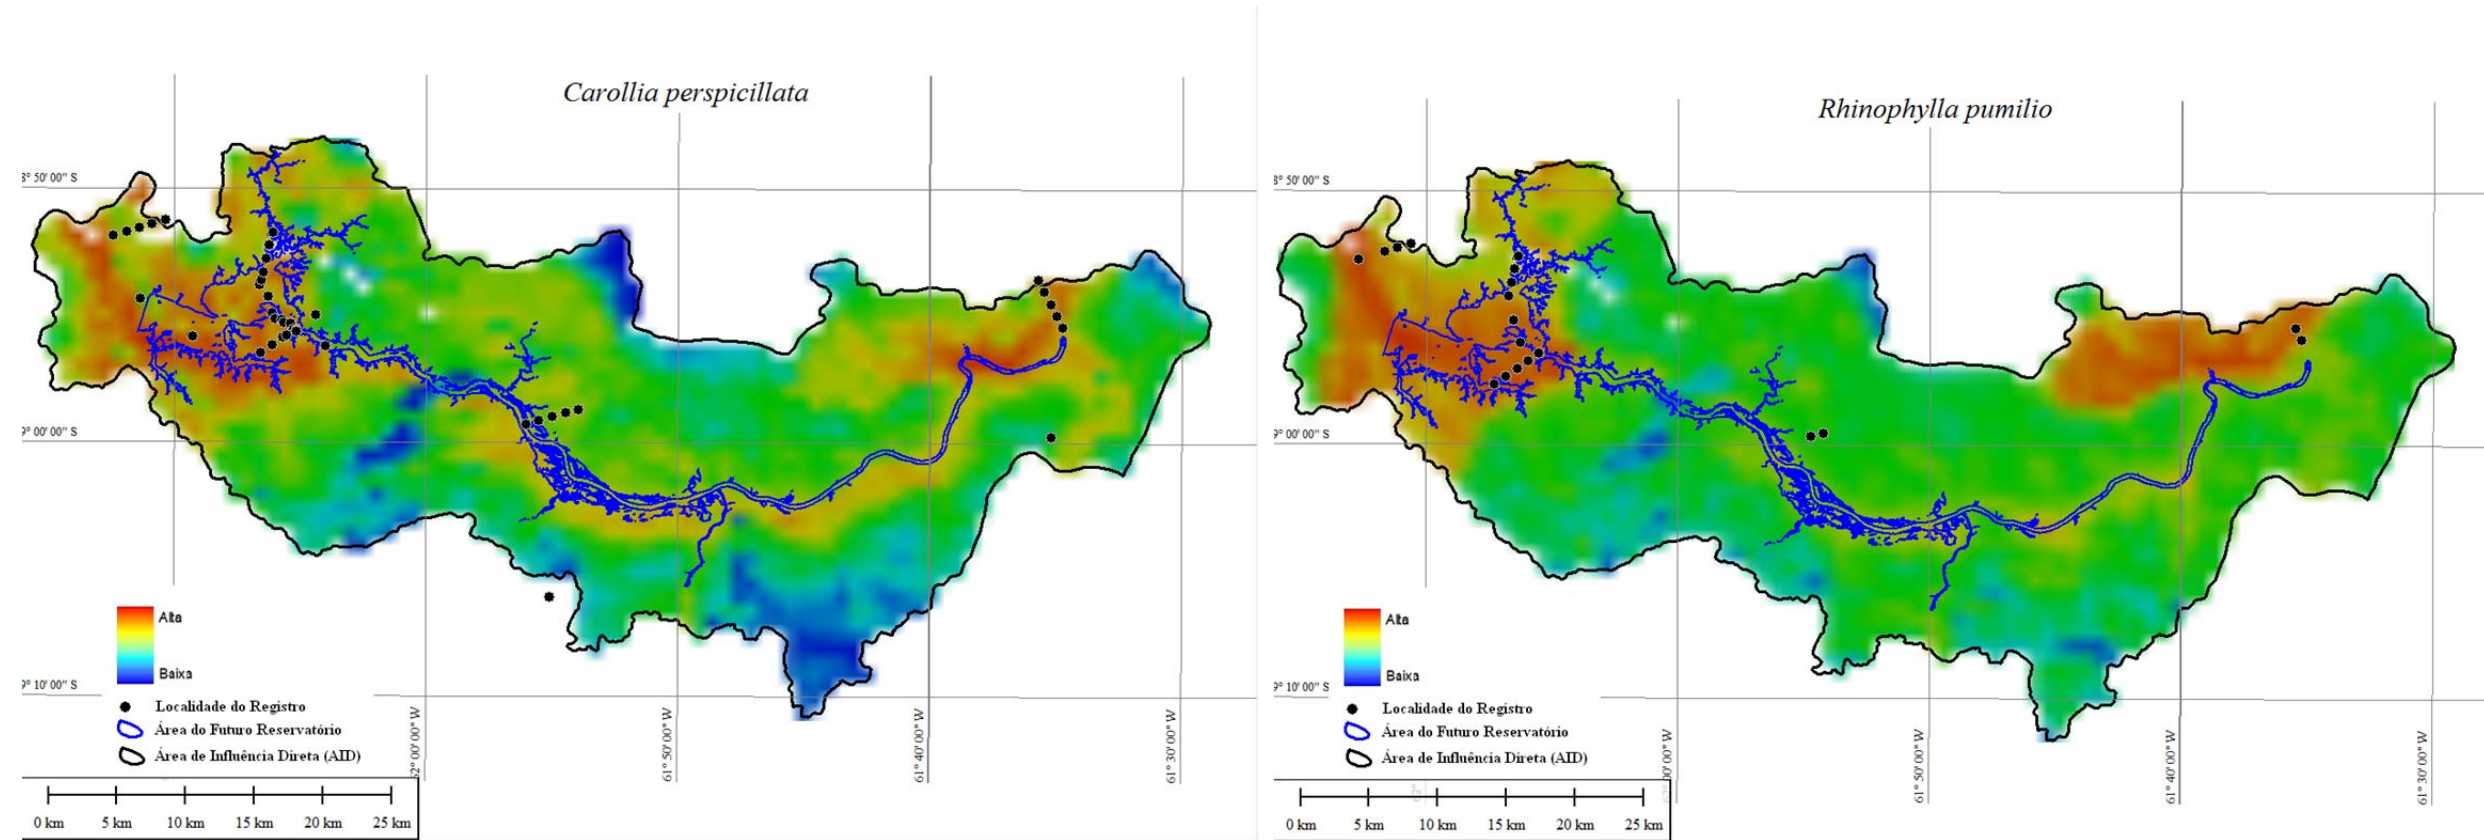 Carollia perspicillata
8° 50' 00" S
9° 00' 00" S
9° 10' 00" S
Alta
Baixa
Localidade do Registro
Área do Futuro Reservatório
Área de Influência Direta (AID)
62° 00' 00" W
61° 50' 00" W
61° 40' 00" W
61° 30' 00" W
0 km 5 km 10 km 15 km 20 km 25 km
Rhinophylla pumilio
8° 50' 00" S
9° 00' 00" S
9° 10' 00" S
Alta
Baixa
Localidade do Registro
Área do Futuro Reservatório
Área de Influência Direta (AID)
00' 00" W
61° 50' 00" W
61° 40' 00" W
61° 30' 00" W
0 km 5 km 10 km 15 km 20 km 25 km